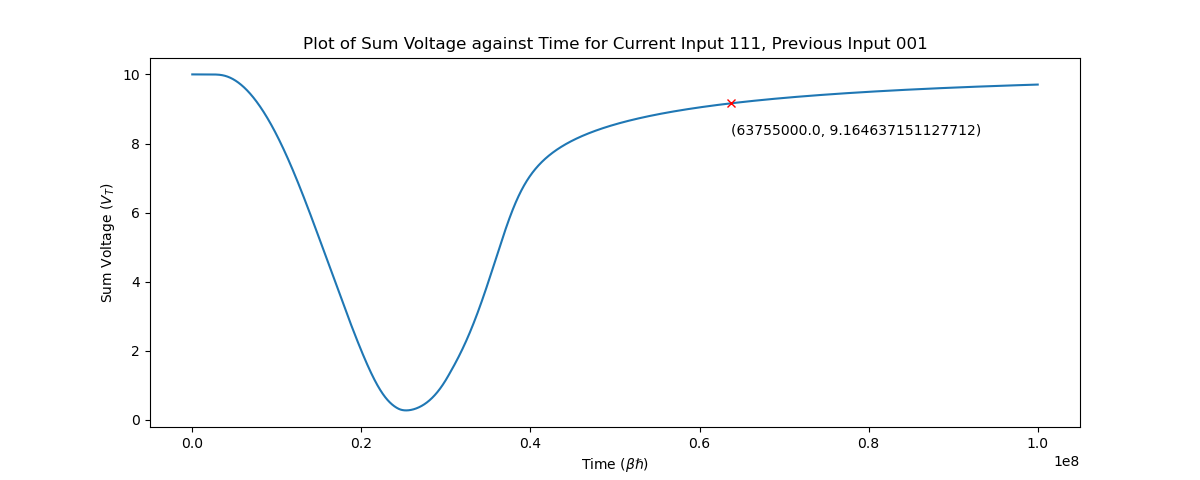 Plot of Sum Voltage against Time for Current Input 111, Previous Input 001
10
8
6
4
2
0
Sum Voltage (V_T)
(63755000.0, 9.164637151127712)
0.0 0.2 0.4 0.6 0.8 1.0
1e8
Time (βℏ)